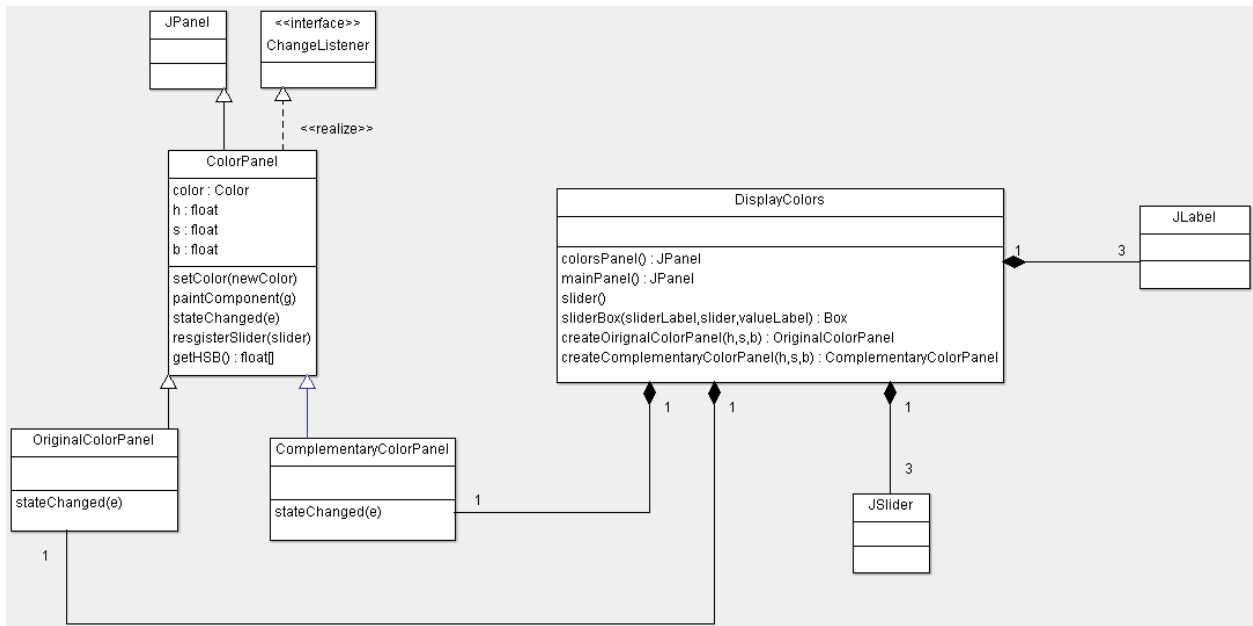 JPanel
<<interface>>
ChangeListener
<<realize>>
ColorPanel
color : Color
h : float
s : float
b : float
setColor(newColor)
paintComponent(g)
stateChanged(e)
resgisterSlider(slider)
getHSB() : float[]
DisplayColors
colorsPanel() : JPanel
mainPanel() : JPanel
slider()
sliderBox(sliderLabel,slider,valueLabel) : Box
createOirignalColorPanel(h,s,b) : OriginalColorPanel
createComplementaryColorPanel(h,s,b) : ComplementaryColorPanel
1
3
JLabel
OriginalColorPanel
stateChanged(e)
1
ComplementaryColorPanel
stateChanged(e)
1
1
1
1
3
JSlider